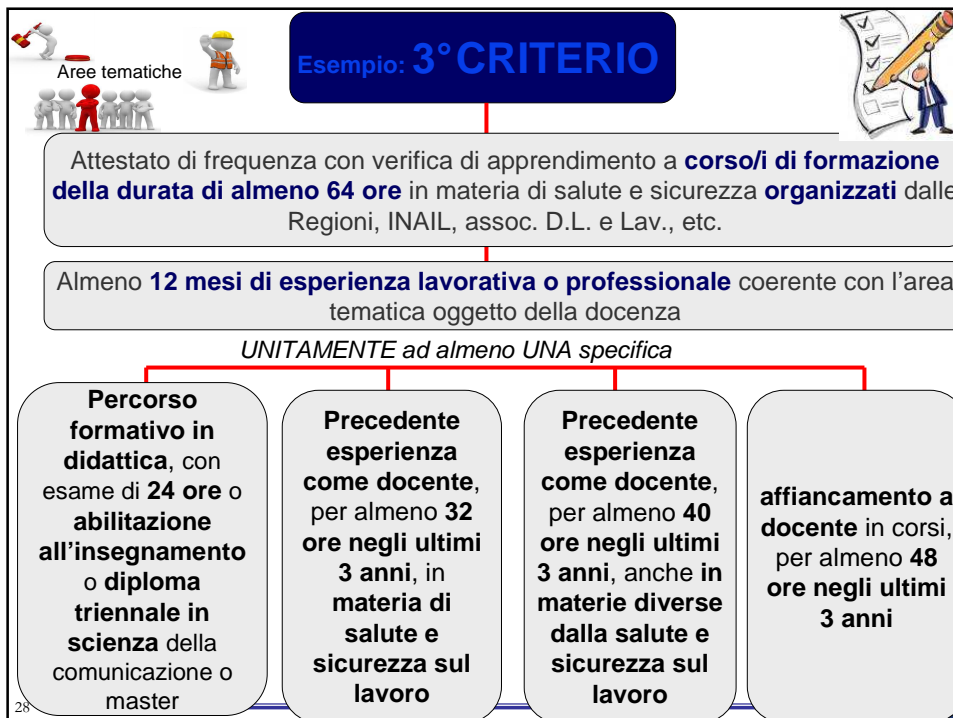 Aree tematiche
Esempio: 3° CRITERIO
Attestato di frequenza con verifica di apprendimento a corso/i di formazione
della durata di almeno 64 ore in materia di salute e sicurezza organizzati dalle
Regioni, INAIL, assoc. D.L. e Lav., etc.
Almeno 12 mesi di esperienza lavorativa o professionale coerente con l'area
tematica oggetto della docenza
UNITAMENTE ad almeno UNA specifica
Percorso
formativo in
didattica, con
esame di 24 ore o
abilitazione
all'insegnamento
o diploma
triennale in
scienza della
comunicazione o
master
Precedente
esperienza
come docente,
per almeno 32
ore negli ultimi
3 anni, in
materia di
salute e
sicurezza sul
lavoro
Precedente
esperienza
come docente,
per almeno 40
ore negli ultimi
3 anni, anche in
materie diverse
dalla salute e
sicurezza sul
lavoro
affiancamento a
docente in corsi,
per almeno 48
ore negli ultimi
3 anni
28